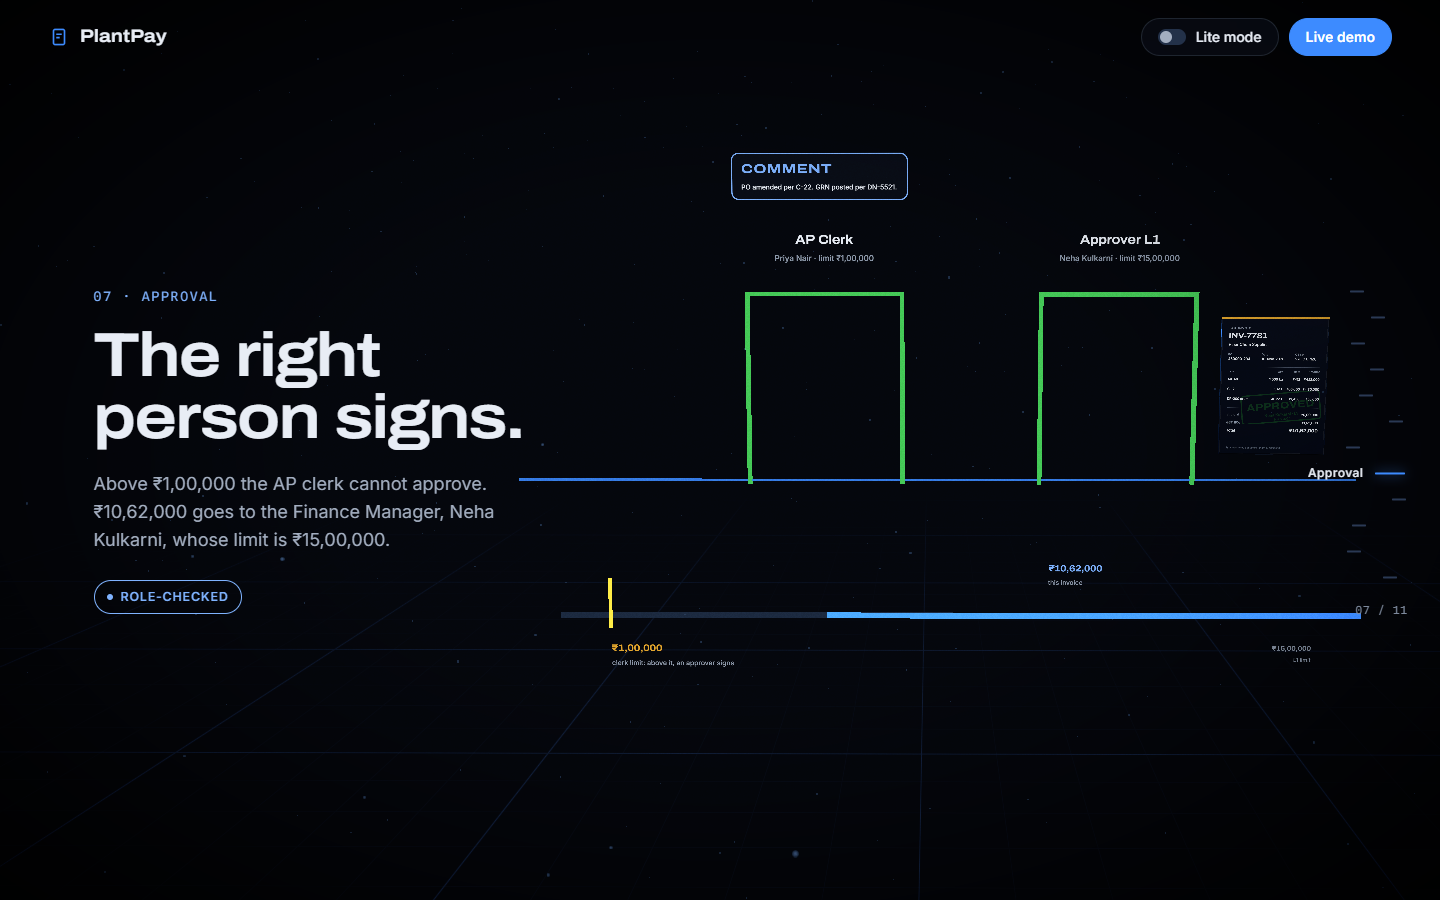 PlantPay
Lite mode
Live demo
COMMENT
PO amended per C-22. GRN posted per DN-5521.
AP Clerk
Priya Nair · limit ₹1,00,000
Approver L1
Neha Kulkarni · limit ₹15,00,000
07 · APPROVAL
The right
person signs.
Above ₹1,00,000 the AP clerk cannot approve.
₹10,62,000 goes to the Finance Manager, Neha
Kulkarni, whose limit is ₹15,00,000.
ROLE-CHECKED
INV-7781
APPROVED
₹10,62,000
Approval
₹10,62,000
this invoice
07 / 11
₹1,00,000
clerk limit: above it, an approver signs
₹15,00,000